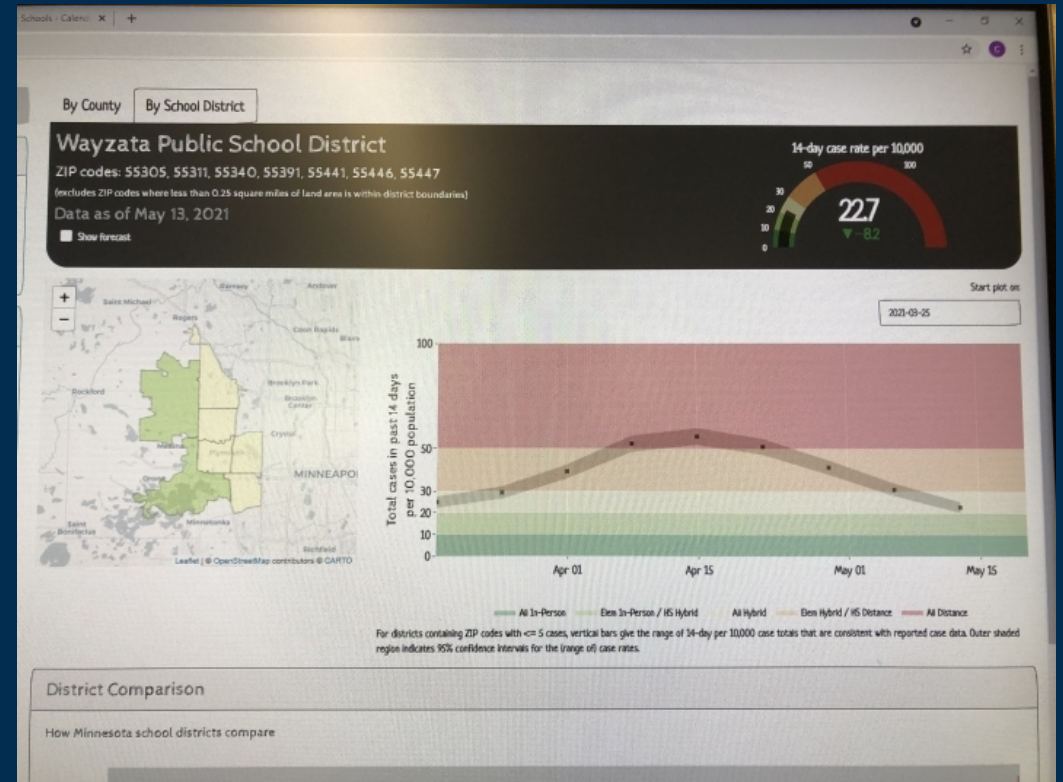 Schools - Calend
By County By School District
Wayzata Public School District
ZIP codes: 55305, 55311, 55340, 55391, 55441, 55446, 55447
(excludes ZIP codes where less than 0.25 square miles of land area is within district boundaries)
Data as of May 13, 2021
Show forecast
14-day case rate per 10,000
50 100
30
20
10
0
22.7
▼ -8.2
Start plot on:
2021-03-25
+
−
Saint Michael
Ramsey
Andover
Rogers
Coon Rapids
Blaine
Rockford
Brooklyn Park
Brooklyn
Center
Crystal
Plymouth
Medina
MINNEAPO
Orono
Minnetonka
Saint
Bonifacius
Richfield
Leaflet | © OpenStreetMap contributors © CARTO
Total cases in past 14 days
per 10,000 population
100
50
30
20
10
0
Apr 01 Apr 15 May 01 May 15
All In-Person Elem In-Person / HS Hybrid All Hybrid Elem Hybrid / HS Distance All Distance
For districts containing ZIP codes with <= 5 cases, vertical bars give the range of 14-day per 10,000 case totals that are consistent with reported case data. Outer shaded
region indicates 95% confidence intervals for the (range of) case rates.
District Comparison
How Minnesota school districts compare